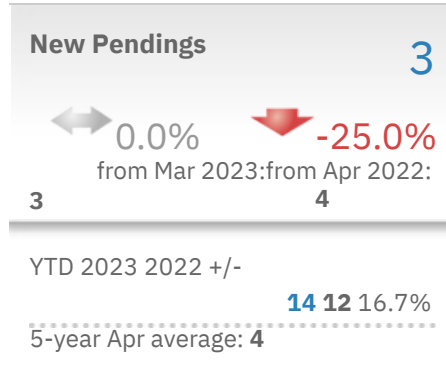 New Pendings 3
0.0% -25.0%
from Mar 2023: from Apr 2022:
3 4
YTD 2023 2022 +/-
14 12 16.7%
5-year Apr average: 4